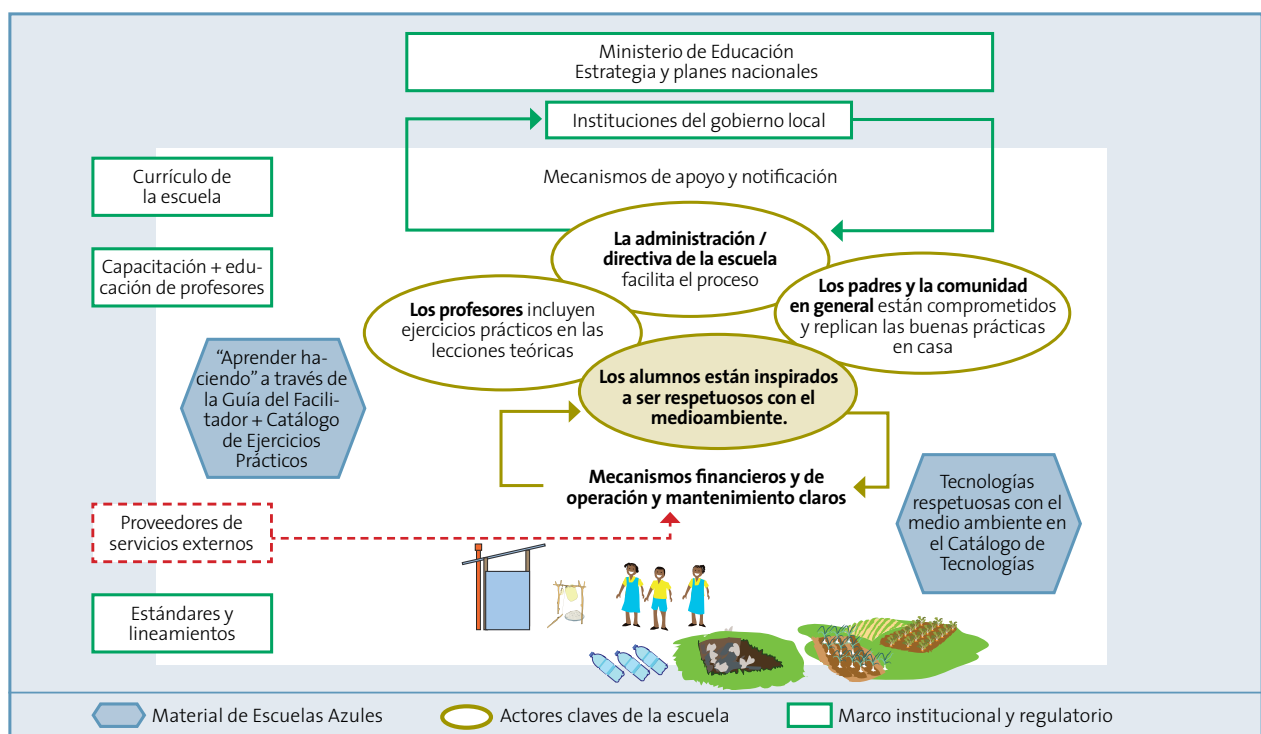 Ministerio de Educación
Estrategia y planes nacionales
Instituciones del gobierno local
Currículo de
la escuela
Mecanismos de apoyo y notificación
La administración /
directiva de la escuela
facilita el proceso
Capacitación + edu-
cación de profesores
Los profesores incluyen
ejercicios prácticos en las
lecciones teóricas
Los padres y la comunidad
en general están comprometidos
y replican las buenas prácticas
en casa
"Aprender ha-
ciendo" a través de
la Guía del Facili-
tador + Catálogo
de Ejercicios
Prácticos
Los alumnos están inspirados
a ser respetuosos con el
medioambiente.
Mecanismos financieros y de
operación y mantenimiento claros
Tecnologías
respetuosas con el
medio ambiente en
el Catálogo de
Tecnologías
Proveedores de
servicios externos
Estándares y
lineamientos
Material de Escuelas Azules
Actores claves de la escuela
Marco institucional y regulatorio